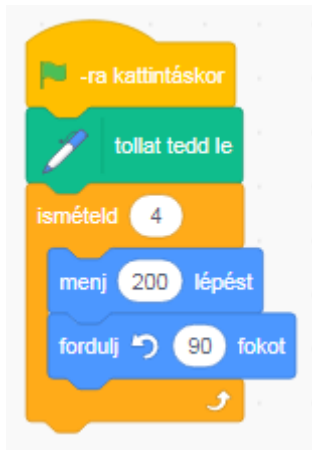 -ra kattintáskor
tollat tedd le
ismételd 4
menj 200 lépést
fordulj 90 fokot